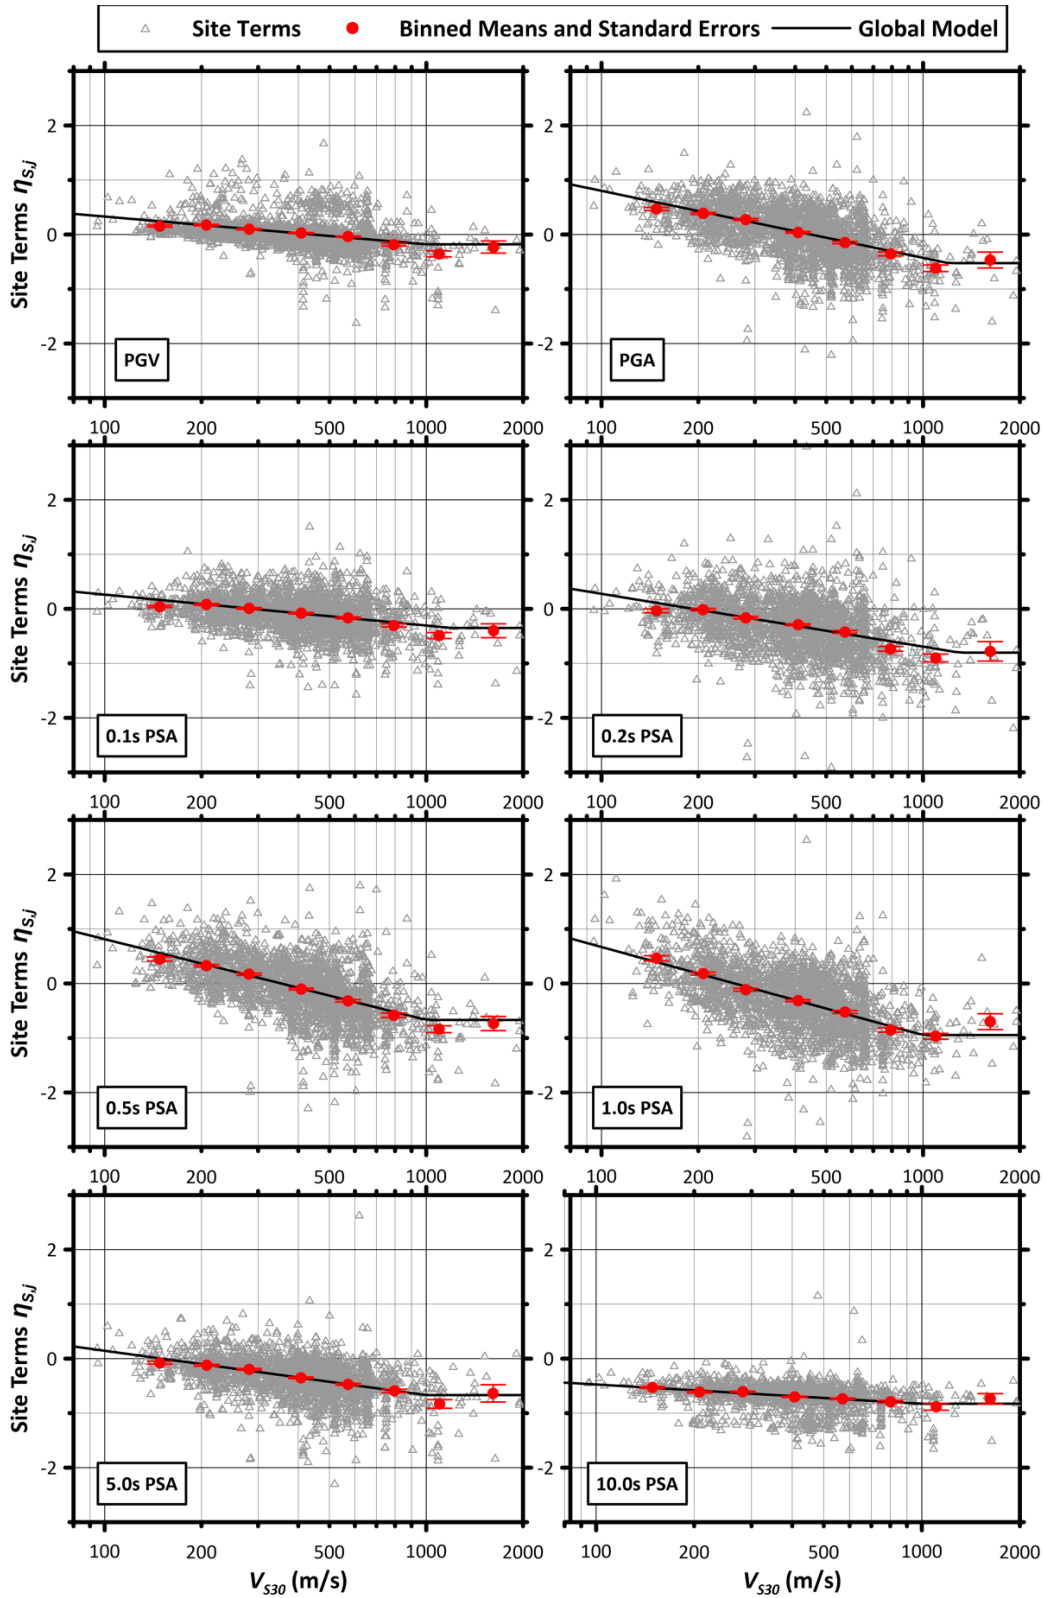 Site Terms Binned Means and Standard Errors Global Model
2 2
0 0
-2 -2
Site Terms ηS,j
PGV PGA
100 200 500 1000 2000 100 200 500 1000 2000
2 2
0 0
-2 -2
Site Terms ηS,j
0.1s PSA 0.2s PSA
100 200 500 1000 2000 100 200 500 1000 2000
2 2
0 0
-2 -2
Site Terms ηS,j
0.5s PSA 1.0s PSA
100 200 500 1000 2000 100 200 500 1000 2000
2 2
0 0
-2 -2
Site Terms ηS,j
5.0s PSA 10.0s PSA
100 200 500 1000 2000 100 200 500 1000 2000
VS30 (m/s) VS30 (m/s)